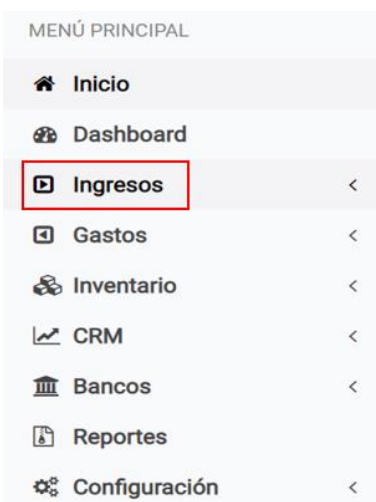 MENÚ PRINCIPAL
Inicio
Dashboard
Ingresos
Gastos
Inventario
CRM
Bancos
Reportes
Configuración